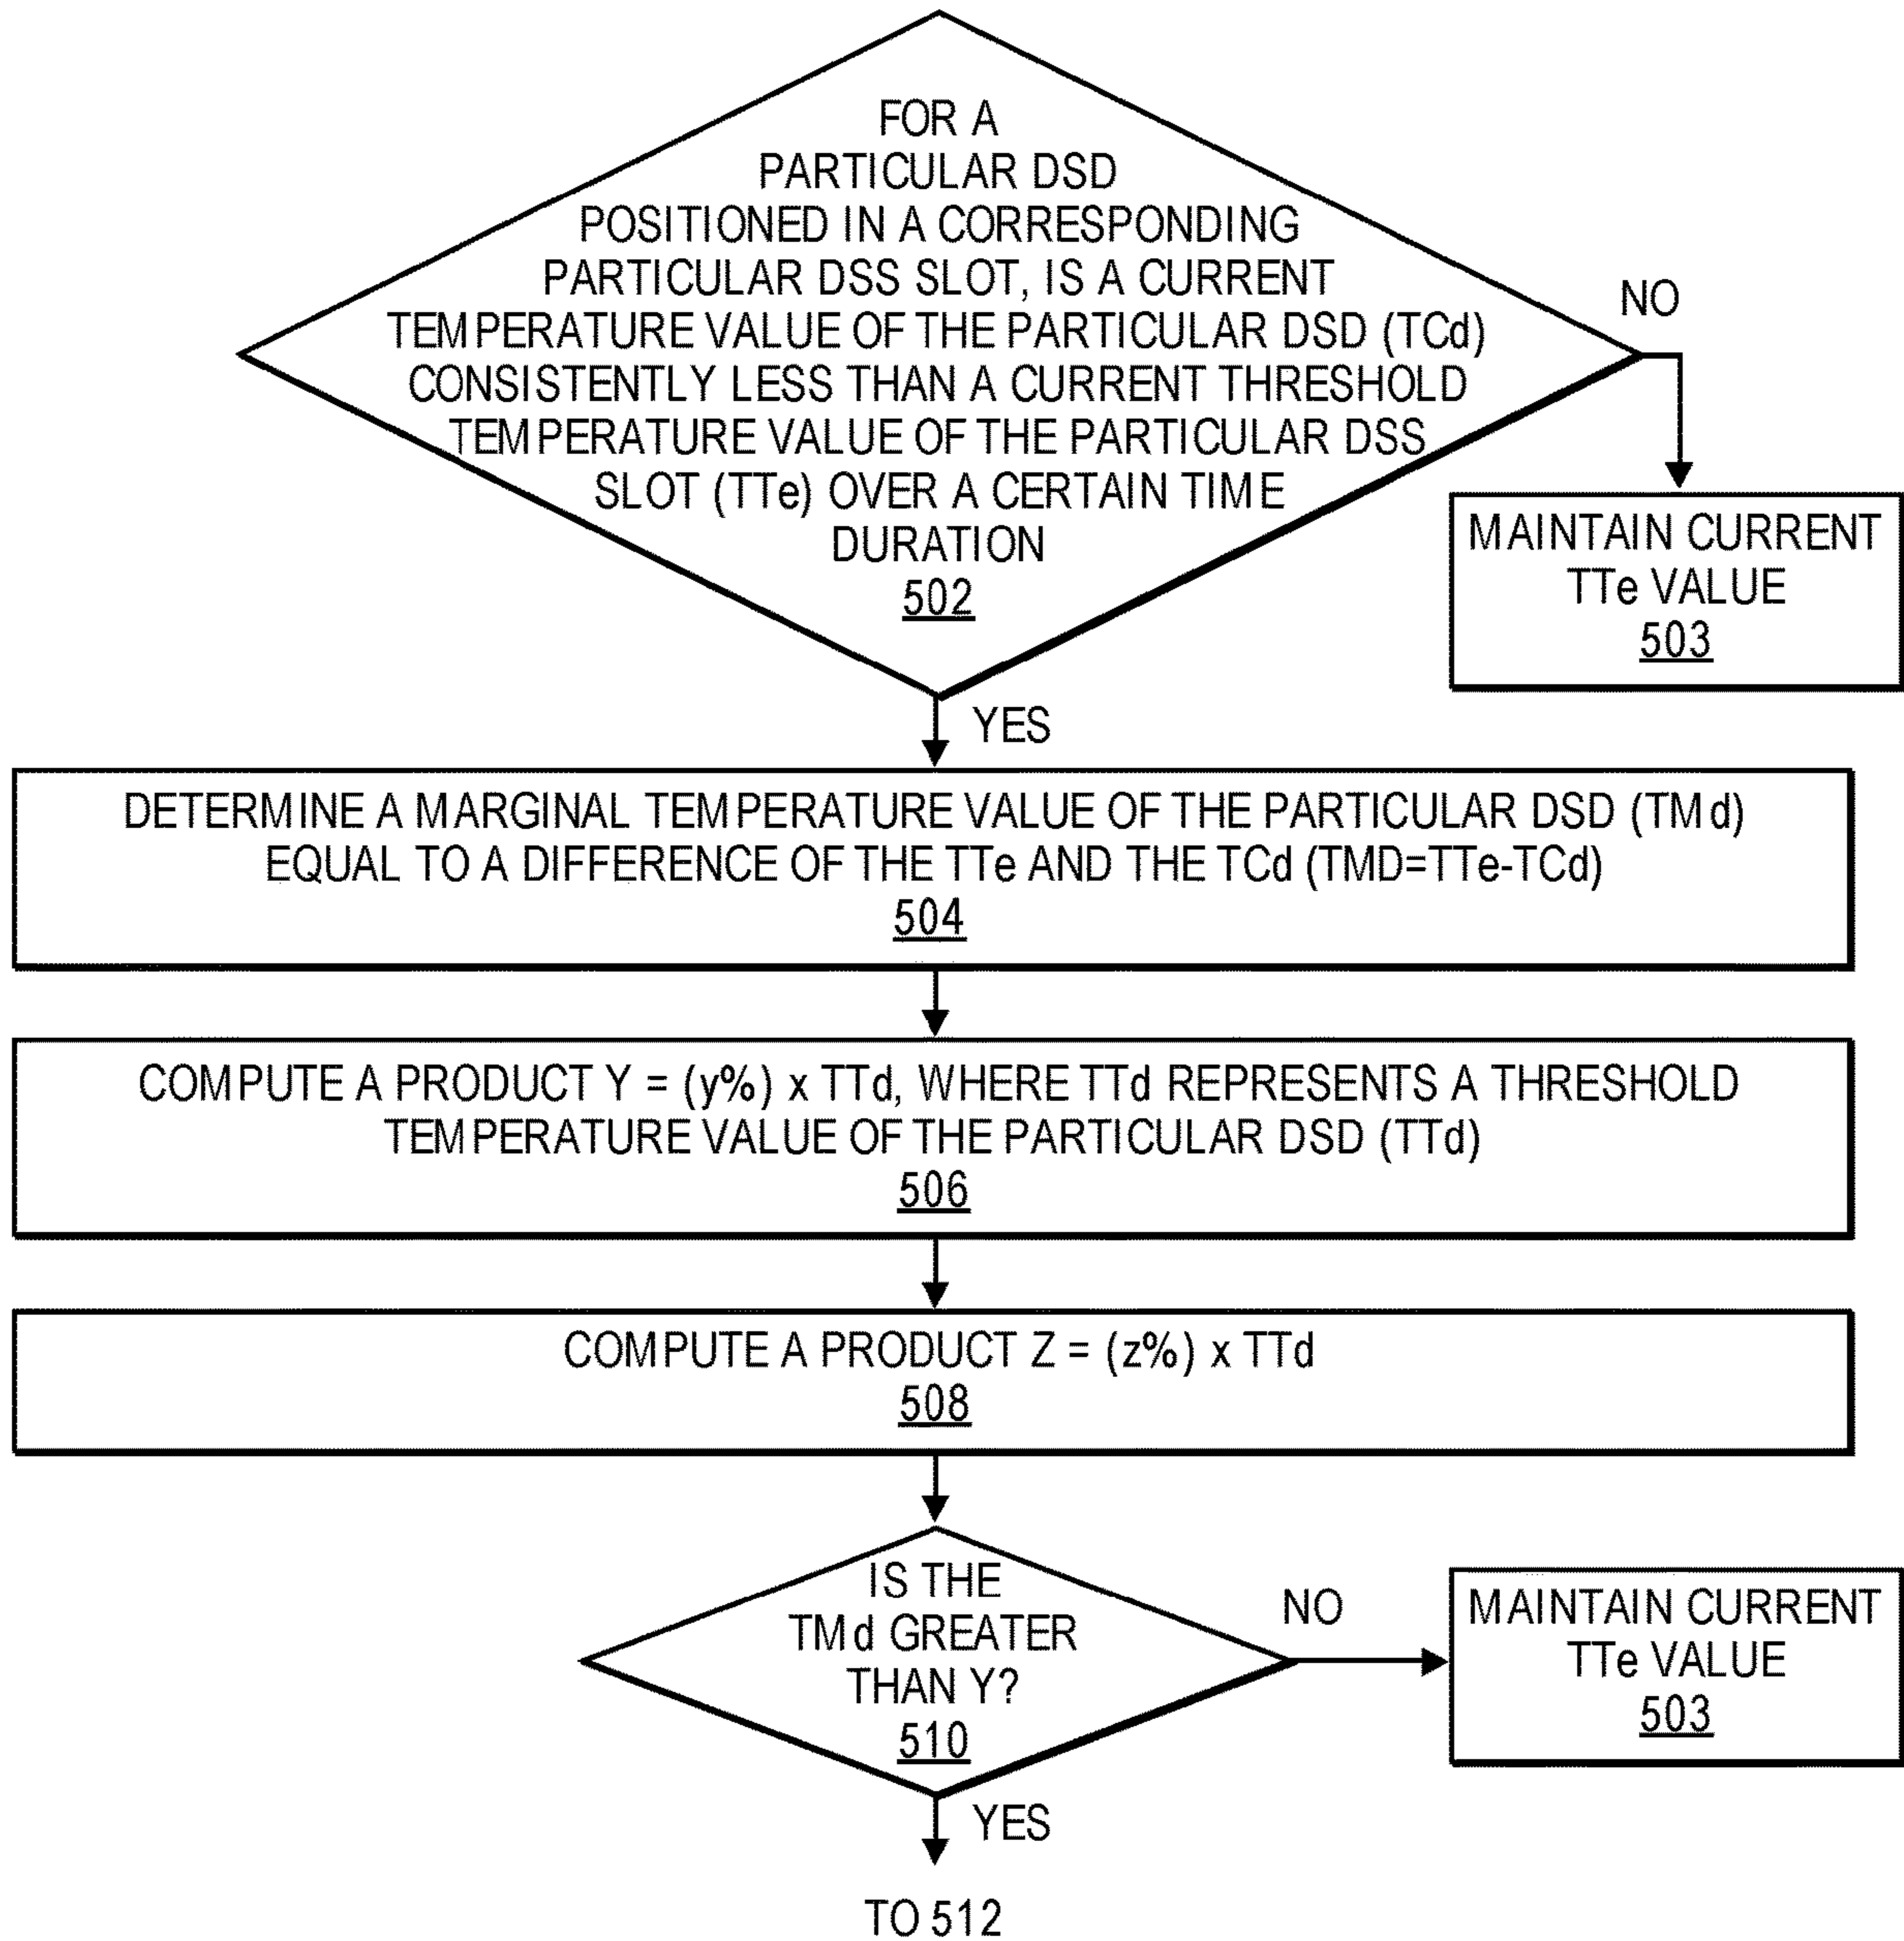 FOR A
PARTICULAR DSD
POSITIONED IN A CORRESPONDING
PARTICULAR DSS SLOT, IS A CURRENT
TEMPERATURE VALUE OF THE PARTICULAR DSD (TCd)
CONSISTENTLY LESS THAN A CURRENT THRESHOLD
TEMPERATURE VALUE OF THE PARTICULAR DSS
SLOT (TTe) OVER A CERTAIN TIME
DURATION
502
NO
MAINTAIN CURRENT
TTe VALUE
503
YES
DETERMINE A MARGINAL TEMPERATURE VALUE OF THE PARTICULAR DSD (TMd)
EQUAL TO A DIFFERENCE OF THE TTe AND THE TCd (TMD=TTe-TCd)
504
COMPUTE A PRODUCT Y = (y%) x TTd, WHERE TTd REPRESENTS A THRESHOLD
TEMPERATURE VALUE OF THE PARTICULAR DSD (TTd)
506
COMPUTE A PRODUCT Z = (z%) x TTd
508
IS THE
TMd GREATER
THAN Y?
510
NO
MAINTAIN CURRENT
TTe VALUE
503
YES
TO 512